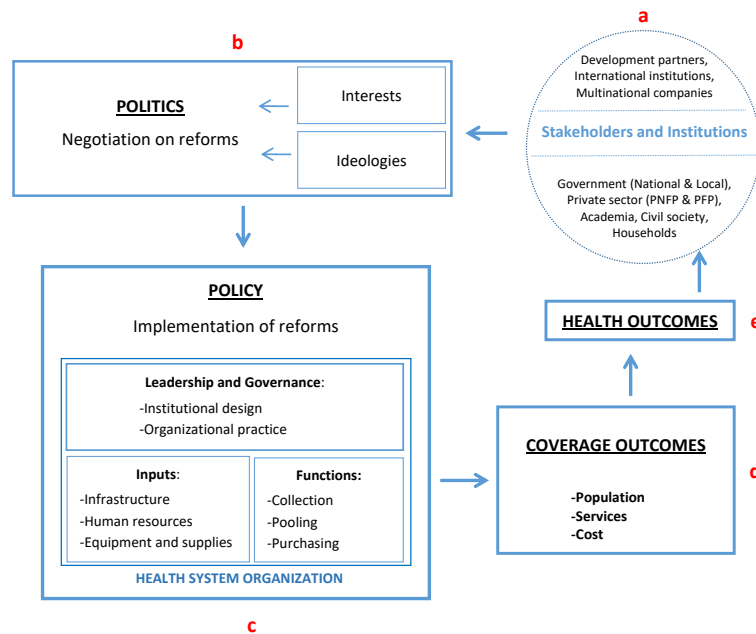 a
Development partners,
International institutions,
Multinational companies
Stakeholders and Institutions
Government (National & Local),
Private sector (PNFP & PFP),
Academia, Civil society,
Households
b
POLITICS
Negotiation on reforms
Interests
Ideologies
POLICY
Implementation of reforms
Leadership and Governance:
-Institutional design
-Organizational practice
Inputs:
-Infrastructure
-Human resources
-Equipment and supplies
Functions:
-Collection
-Pooling
-Purchasing
HEALTH SYSTEM ORGANIZATION
c
COVERAGE OUTCOMES
-Population
-Services
-Cost
d
HEALTH OUTCOMES
e